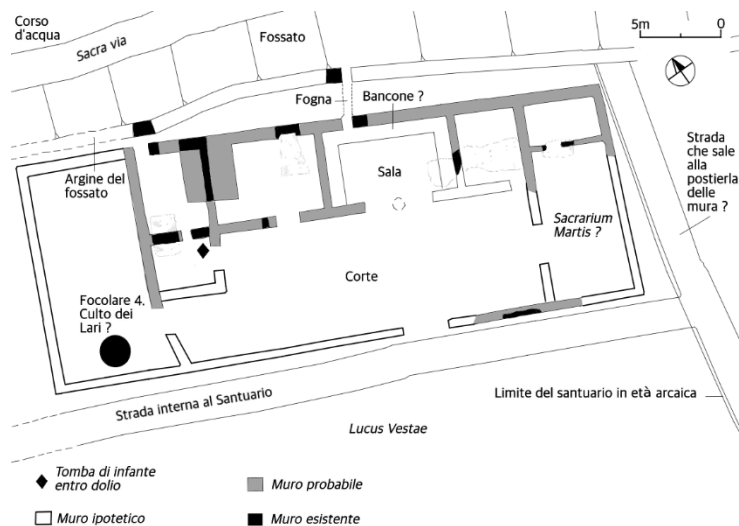 Corso
d'acqua
Sacra via
Fossato
5m
0
Fogna
Bancone ?
Argine del
fossato
Sala
Strada
che sale
alla
postierla
delle
mura ?
Sacrarium
Martis ?
Corte
Focolare 4.
Culto dei
Lari ?
Strada interna al Santuario
Limite del santuario in età arcaica
Lucus Vestae
Tomba di infante
entro dolio
Muro probabile
Muro ipotetico
Muro esistente